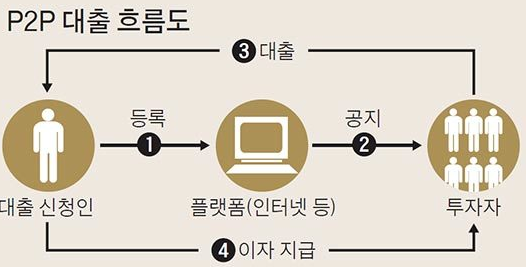 P2P 대출 흐름도
❸ 대출
등록
❶
공지
❷
대출 신청인
플랫폼(인터넷 등)
투자자
❹ 이자 지급